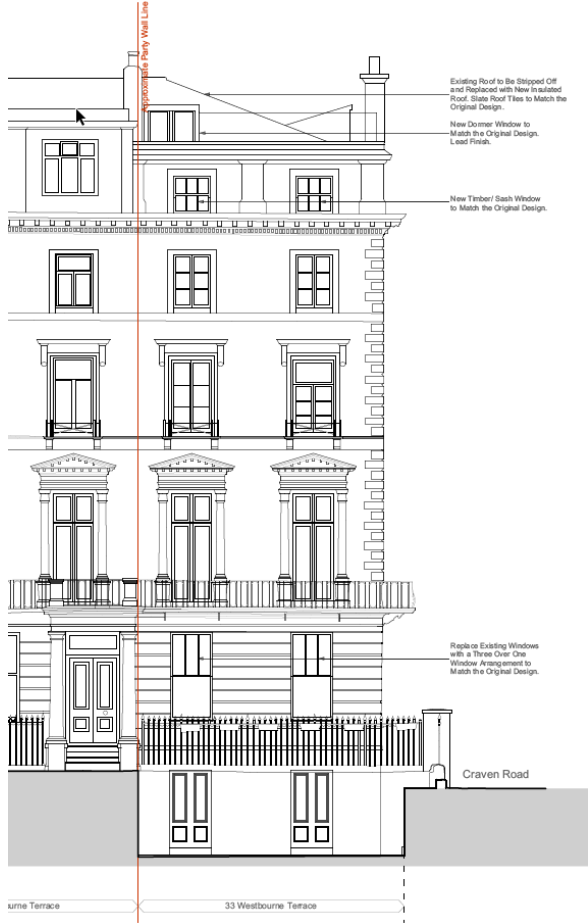 Approximate Party Wall Line
Existing Roof to Be Stripped Off
and Replaced with New Insulated
Roof. Slate Roof Tiles to Match the
Original Design.
New Dormer Window to
Match the Original Design.
Lead Finish.
New Timber/ Sash Window
to Match the Original Design.
Replace Existing Windows
with a Three Over One
Window Arrangement to
Match the Original Design.
Craven Road
urne Terrace
33 Westbourne Terrace